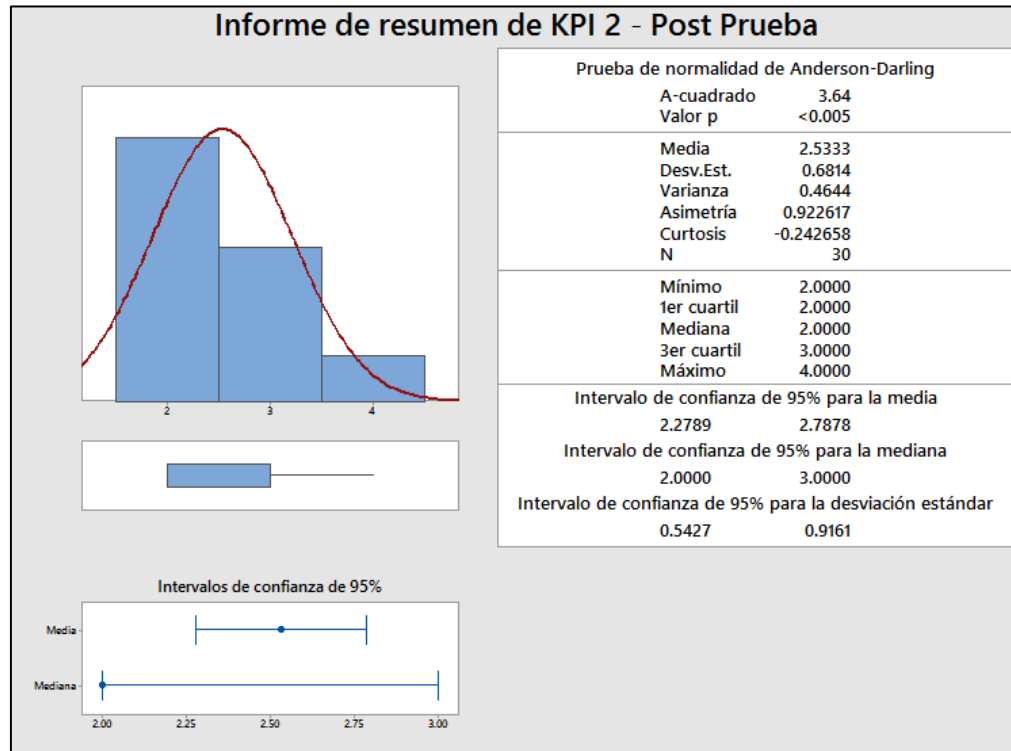 Informe de resumen de KPI 2 - Post Prueba
2 3 4
Intervalos de confianza de 95%
Media
Mediana
2.00 2.25 2.50 2.75 3.00
Prueba de normalidad de Anderson-Darling
A-cuadrado 3.64
Valor p <0.005
Media 2.5333
Desv.Est. 0.6814
Varianza 0.4644
Asimetría 0.922617
Curtosis -0.242658
N 30
Mínimo 2.0000
1er cuartil 2.0000
Mediana 2.0000
3er cuartil 3.0000
Máximo 4.0000
Intervalo de confianza de 95% para la media
2.2789 2.7878
Intervalo de confianza de 95% para la mediana
2.0000 3.0000
Intervalo de confianza de 95% para la desviación estándar
0.5427 0.9161